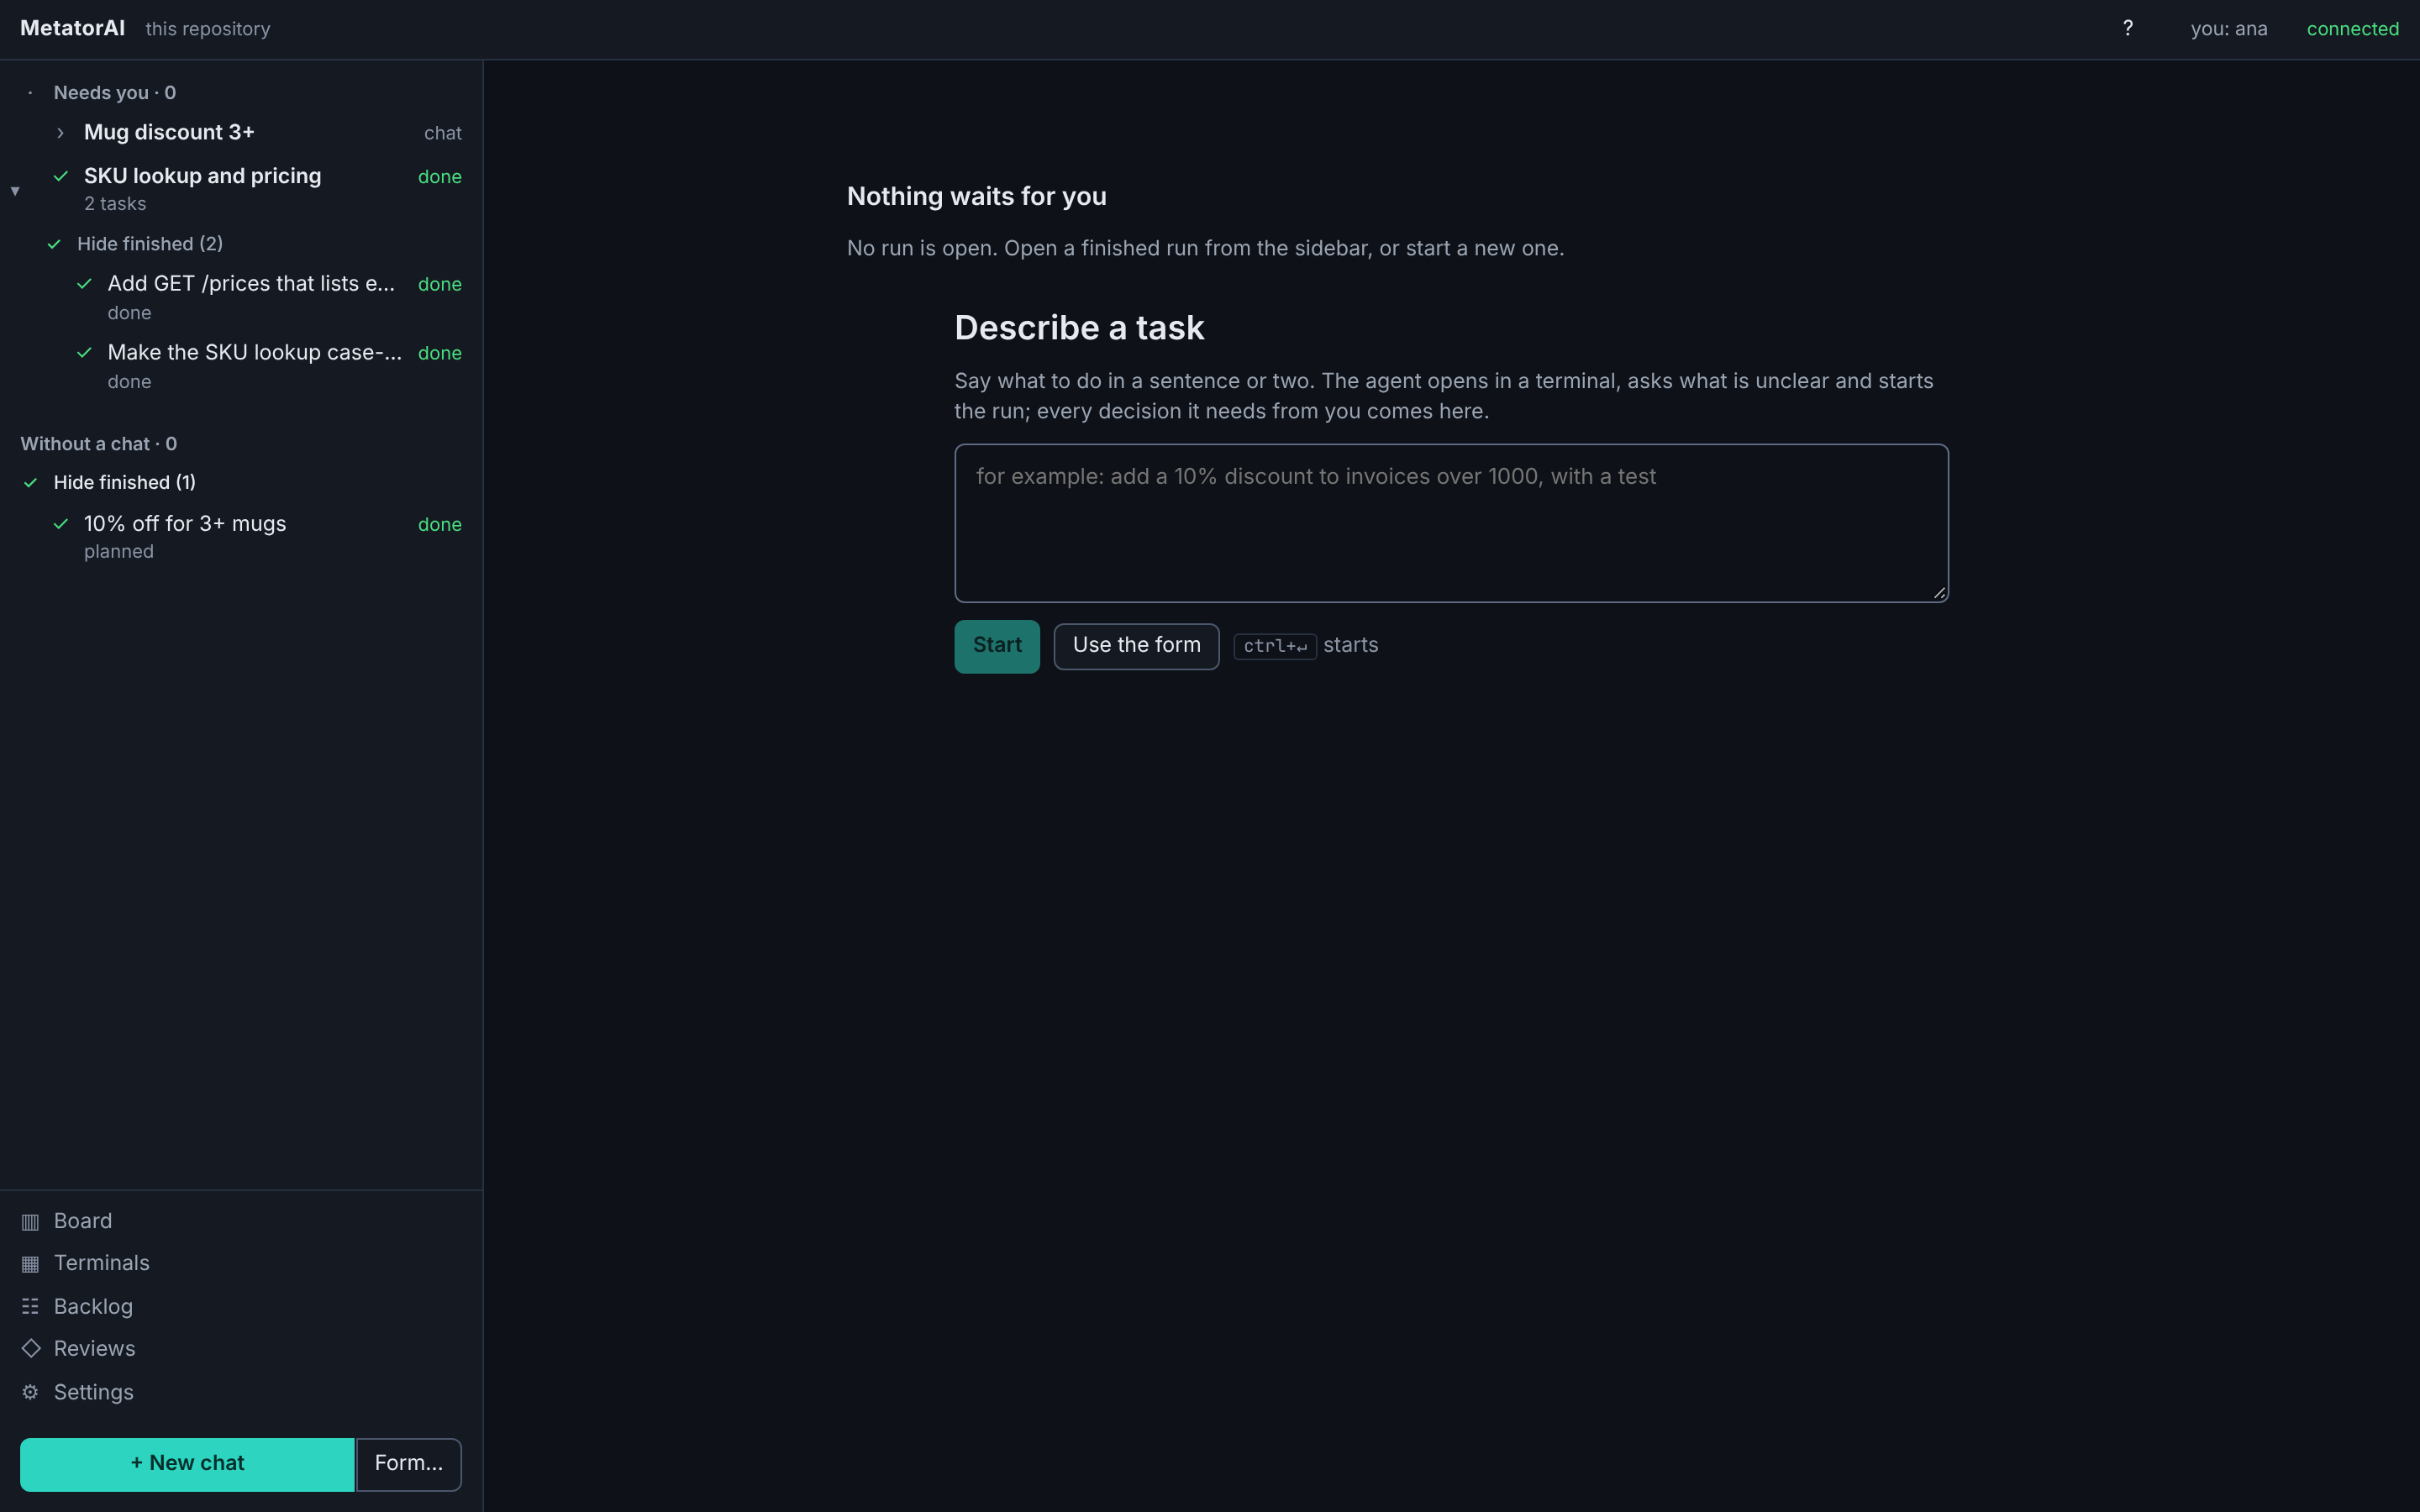 MetatorAI this repository
? you: ana connected
· Needs you · 0
› Mug discount 3+ chat
▾ ✓ SKU lookup and pricing done
2 tasks
✓ Hide finished (2)
✓ Add GET /prices that lists e... done
done
✓ Make the SKU lookup case-... done
done
Without a chat · 0
✓ Hide finished (1)
✓ 10% off for 3+ mugs done
planned
Board
Terminals
Backlog
Reviews
Settings
+ New chat Form...
Nothing waits for you
No run is open. Open a finished run from the sidebar, or start a new one.
Describe a task
Say what to do in a sentence or two. The agent opens in a terminal, asks what is unclear and starts
the run; every decision it needs from you comes here.
for example: add a 10% discount to invoices over 1000, with a test
Start Use the form ctrl+↵ starts